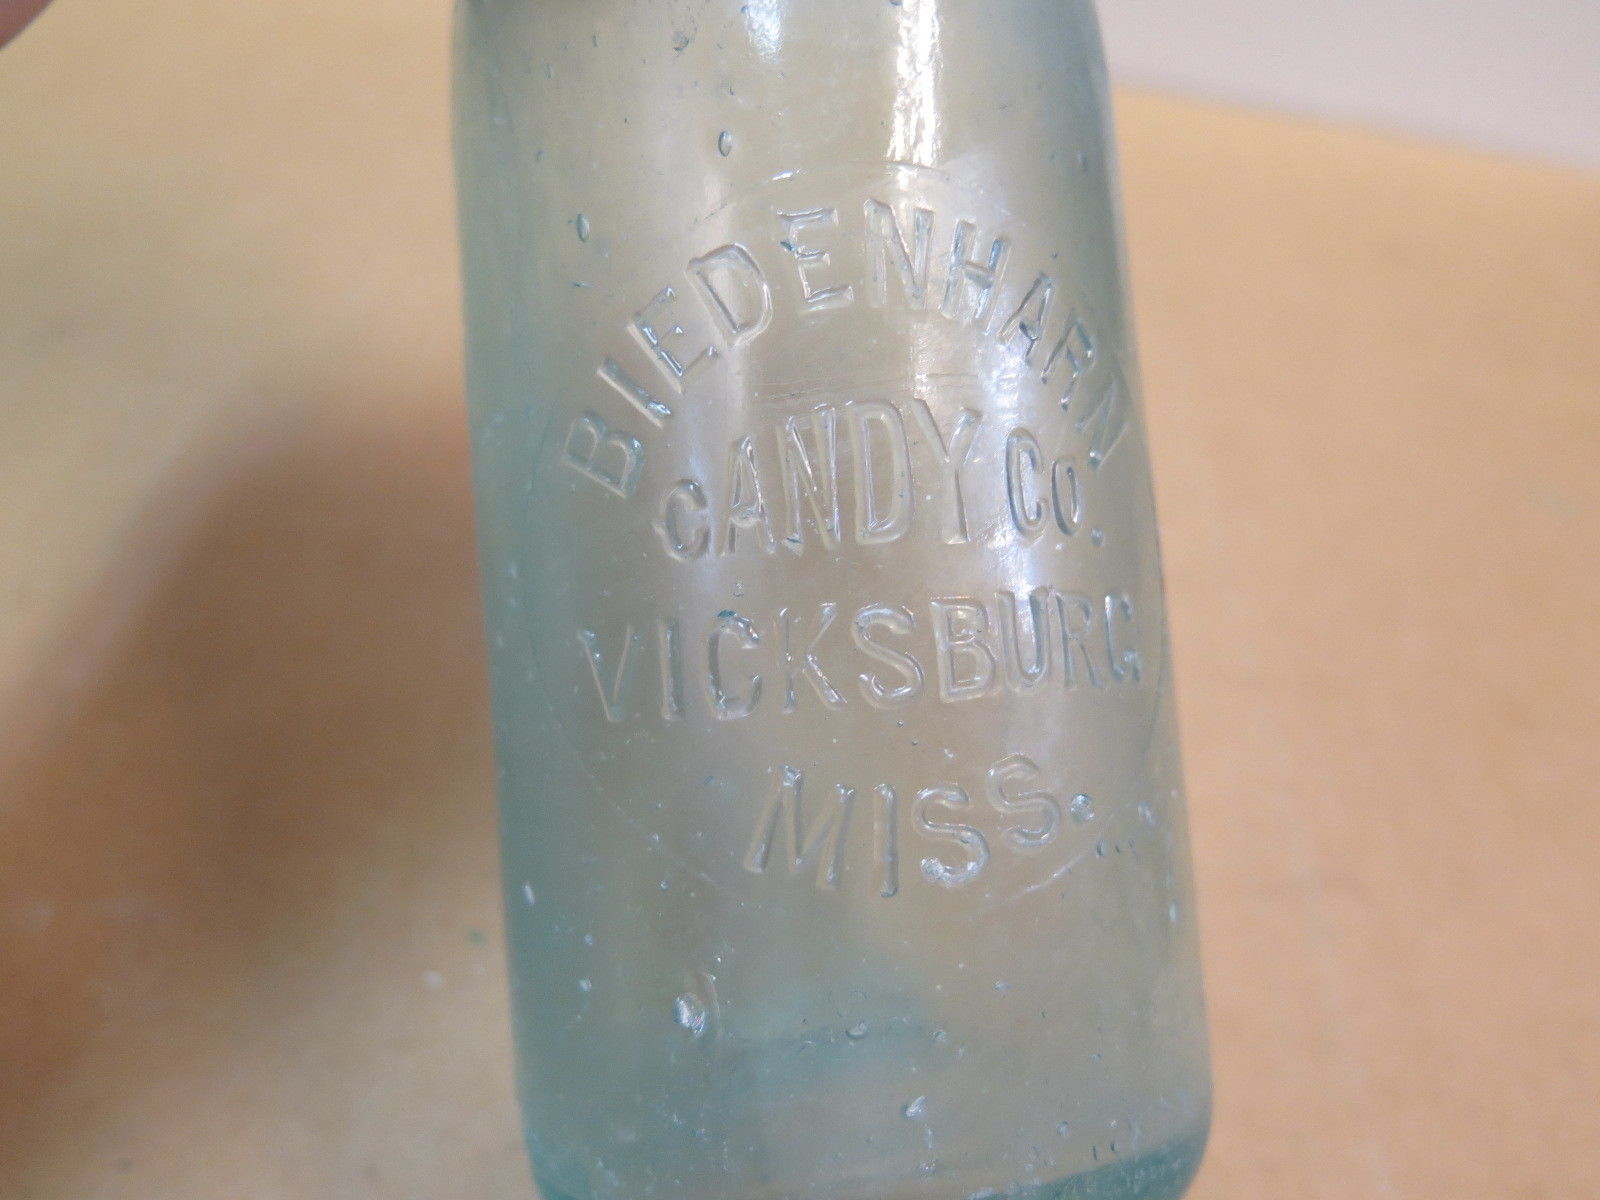 BIEDENHARN
CANDY Co.
VICKSBURG
MISS.